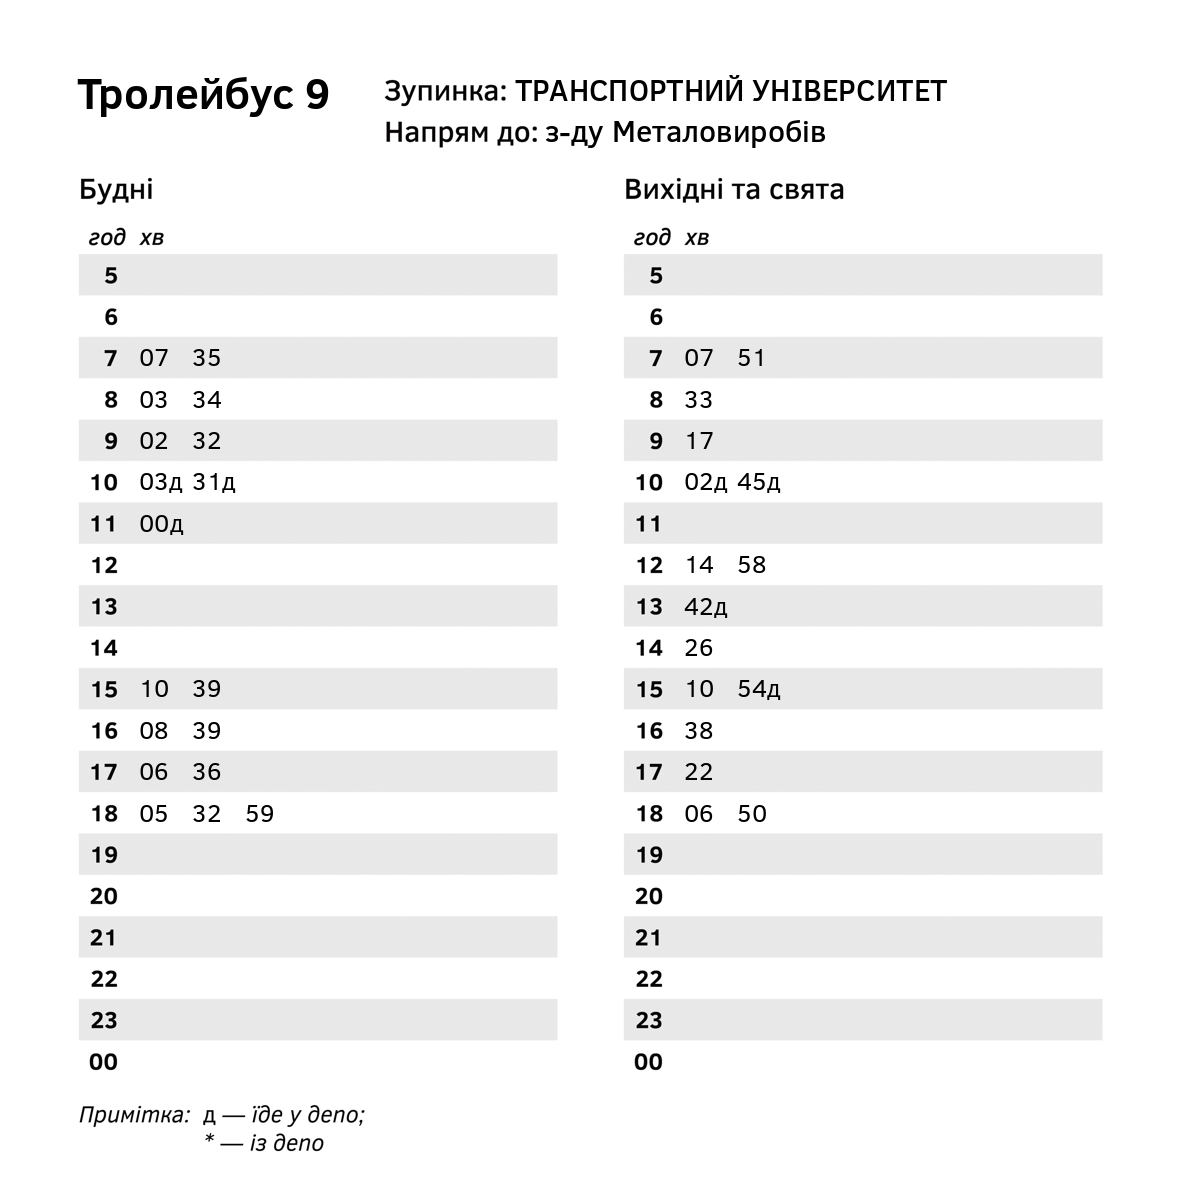 Тролейбус 9
Зупинка: ТРАНСПОРТНИЙ УНІВЕРСИТЕТ
Напрям до: з-ду Металовиробів
Будні
год хв
5
6
7 07 35
8 03 34
9 02 32
10 03д 31д
11 00д
12
13
14
15 10 39
16 08 39
17 06 36
18 05 32 59
19
20
21
22
23
00
Вихідні та свята
год хв
5
6
7 07 51
8 33
9 17
10 02д 45д
11
12 14 58
13 42д
14 26
15 10 54д
16 38
17 22
18 06 50
19
20
21
22
23
00
Примітка: д — їде у депо;
* — із депо